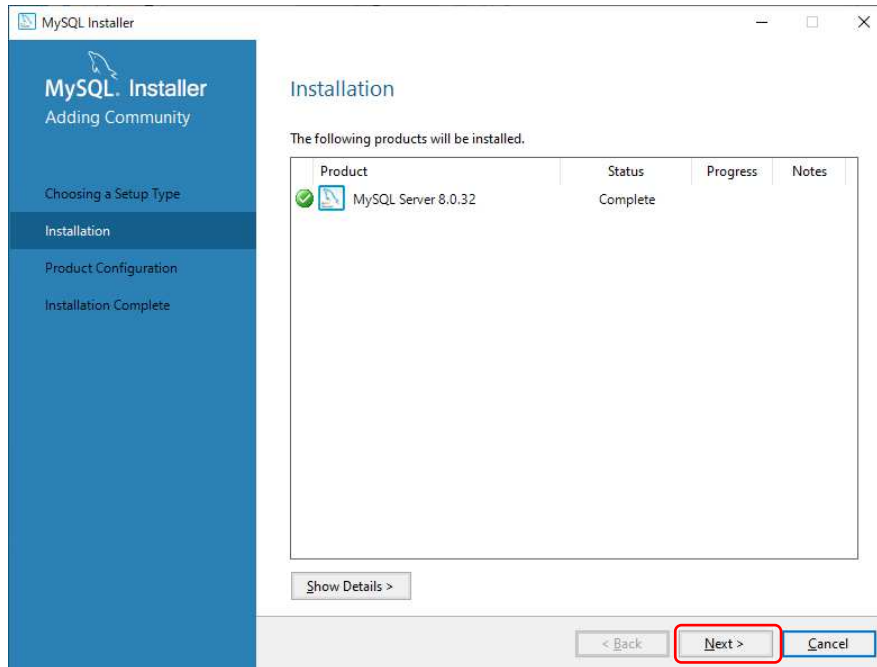 MySQL Installer
MySQL. Installer
Adding Community
Choosing a Setup Type
Installation
Product Configuration
Installation Complete
Installation
The following products will be installed.
Product Status Progress Notes
MySQL Server 8.0.32 Complete
Show Details >
< Back Next > Cancel